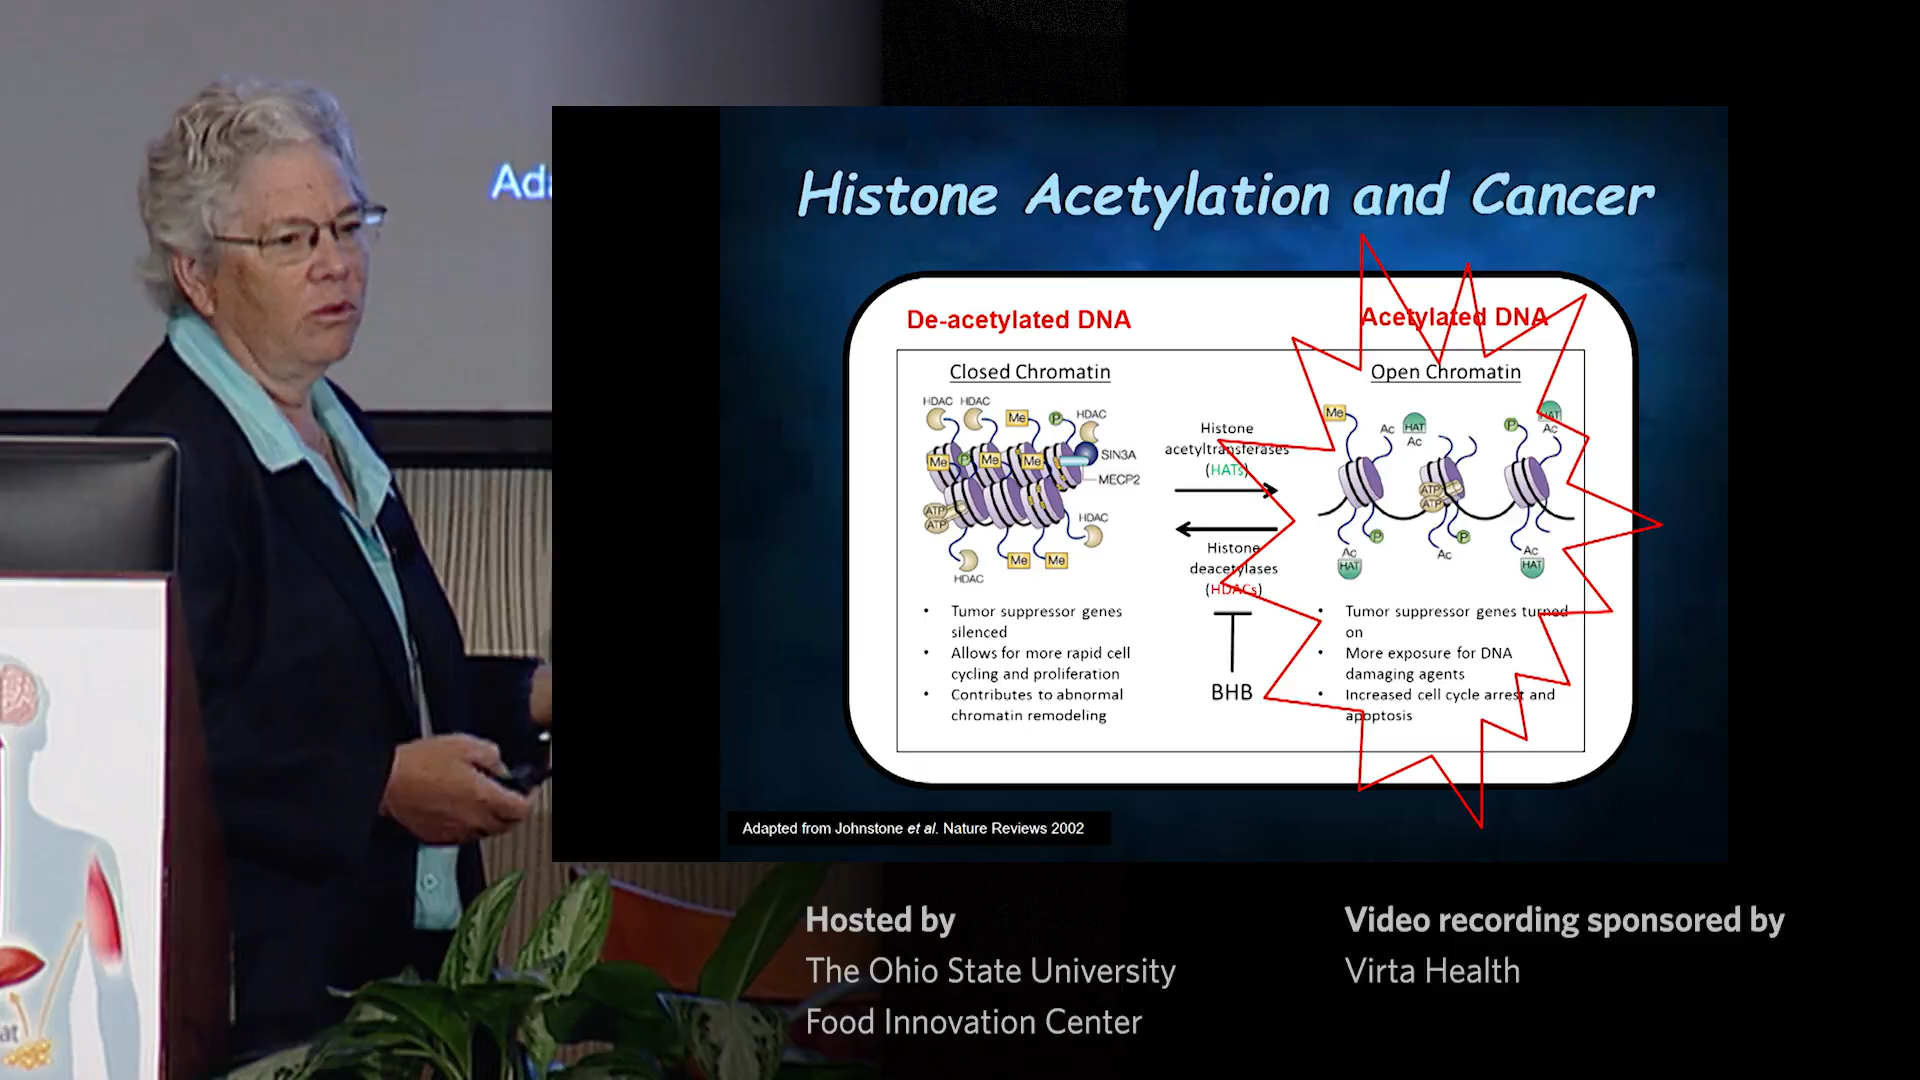 Ada
Histone Acetylation and Cancer
De-acetylated DNA
Acetylated DNA
Closed Chromatin
Open Chromatin
HDAC HDAC
Me
P
HDAC
SIN3A
Me
P
Me
Me
MECP2
ATP
ATP
HDAC
Me
Me
HDAC
Histone
acetyltransferases
(HATs)
Histone
deacetylases
(HDACs)
BHB
Me
Ac
HAT
Ac
P
HAT
Ac
ATP
ATP
P
P
Ac
HAT
Ac
Ac
HAT
• Tumor suppressor genes
silenced
• Allows for more rapid cell
cycling and proliferation
• Contributes to abnormal
chromatin remodeling
• Tumor suppressor genes turned
on
• More exposure for DNA
damaging agents
• Increased cell cycle arrest and
apoptosis
Adapted from Johnstone et al. Nature Reviews 2002
at
Hosted by
The Ohio State University
Food Innovation Center
Video recording sponsored by
Virta Health